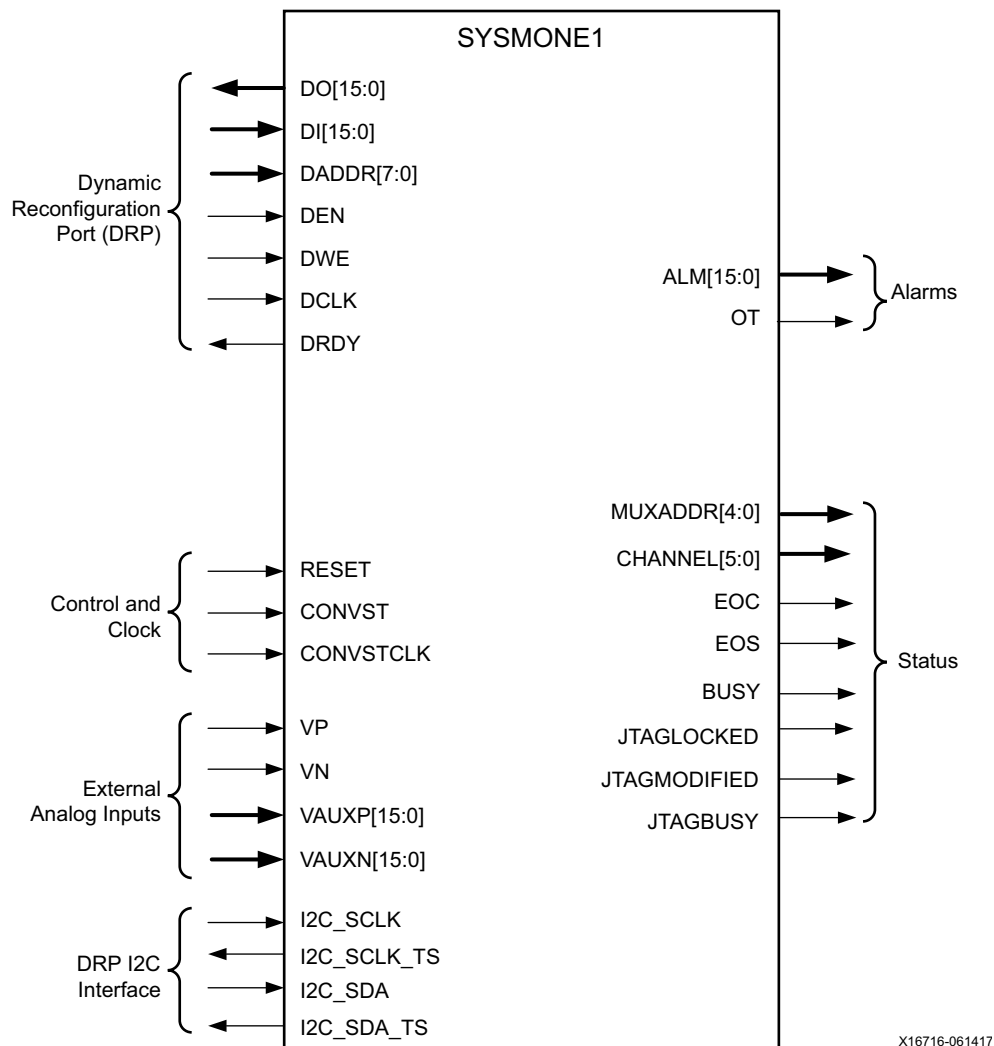 SYSMONE1
Dynamic
Reconfiguration
Port (DRP)
DO[15:0]
DI[15:0]
DADDR[7:0]
DEN
DWE
DCLK
DRDY
ALM[15:0]
OT
Alarms
Control and
Clock
RESET
CONVST
CONVSTCLK
MUXADDR[4:0]
CHANNEL[5:0]
EOC
EOS
BUSY
JTAGLOCKED
JTAGMODIFIED
JTAGBUSY
Status
External
Analog Inputs
VP
VN
VAUXP[15:0]
VAUXN[15:0]
DRP I2C
Interface
I2C_SCLK
I2C_SCLK_TS
I2C_SDA
I2C_SDA_TS
X16716-061417